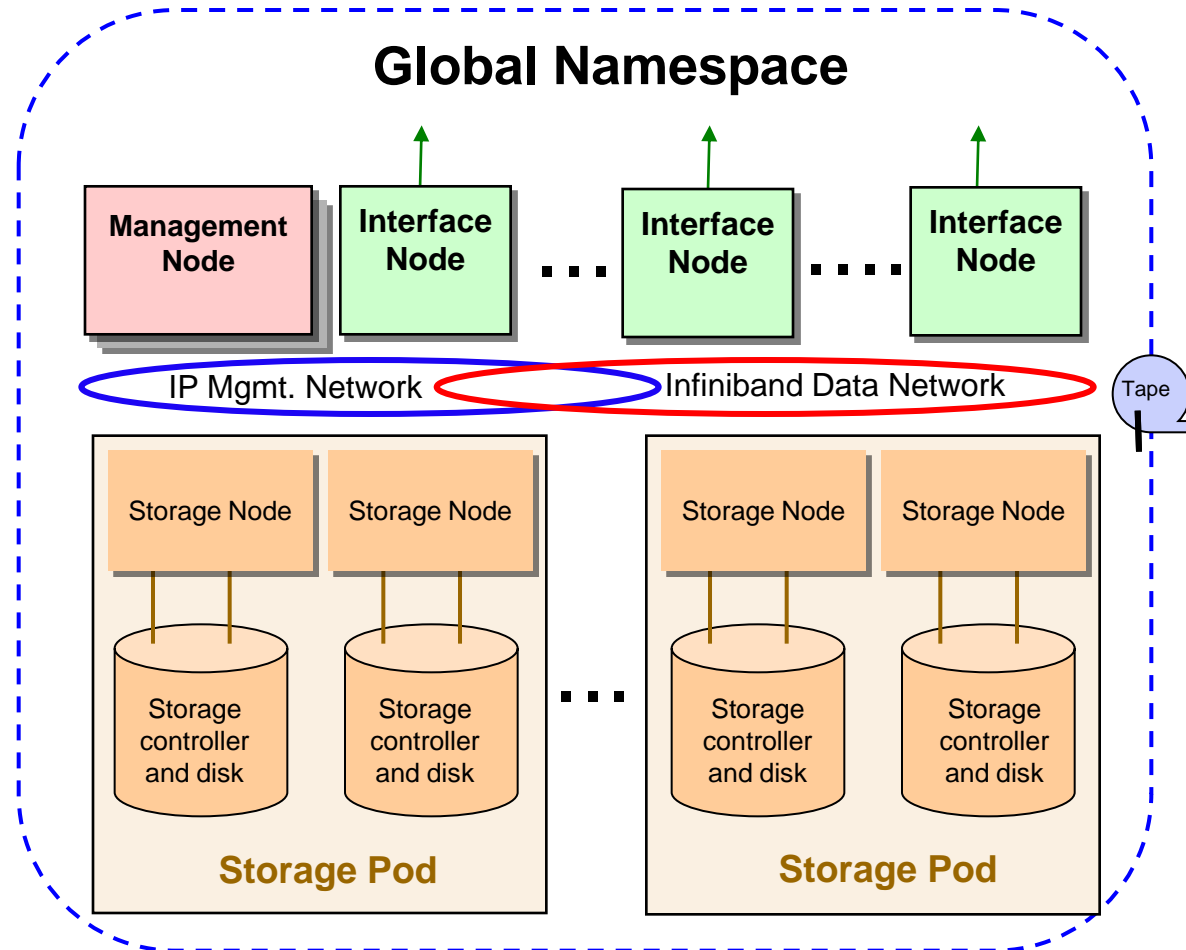 Global Namespace
Management
Node
Interface
Node
Interface
Node
Interface
Node
IP Mgmt. Network
Infiniband Data Network
Tape
Storage Node
Storage Node
Storage Node
Storage Node
Storage
controller
and disk
Storage
controller
and disk
Storage
controller
and disk
Storage
controller
and disk
Storage Pod
Storage Pod